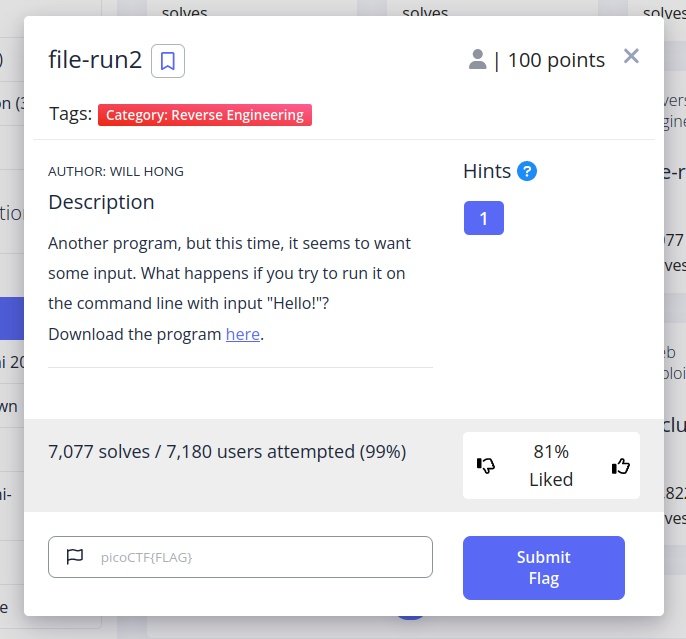 solves
solves
solves
file-run2
| 100 points
Tags: Category: Reverse Engineering
AUTHOR: WILL HONG
Hints ?
Description
1
Another program, but this time, it seems to want
some input. What happens if you try to run it on
the command line with input "Hello!"?
Download the program here.
7,077 solves / 7,180 users attempted (99%)
81%
Liked
picoCTF{FLAG}
Submit
Flag